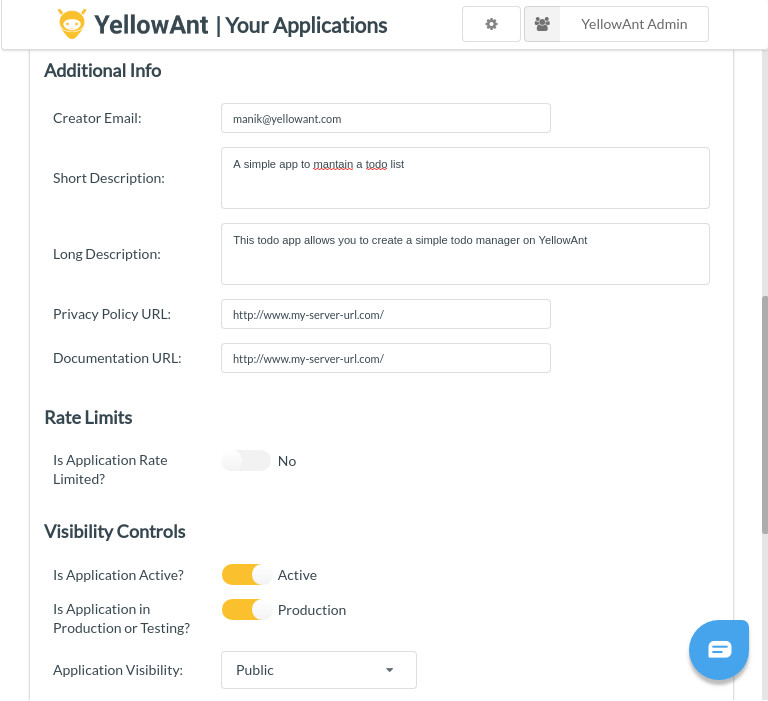 YellowAnt | Your Applications
YellowAnt Admin
Additional Info
Creator Email:
manik@yellowant.com
Short Description:
A simple app to mantain a todo list
Long Description:
This todo app allows you to create a simple todo manager on YellowAnt
Privacy Policy URL:
http://www.my-server-url.com/
Documentation URL:
http://www.my-server-url.com/
Rate Limits
Is Application Rate
Limited?
No
Visibility Controls
Is Application Active?
Active
Is Application in
Production or Testing?
Production
Application Visibility:
Public